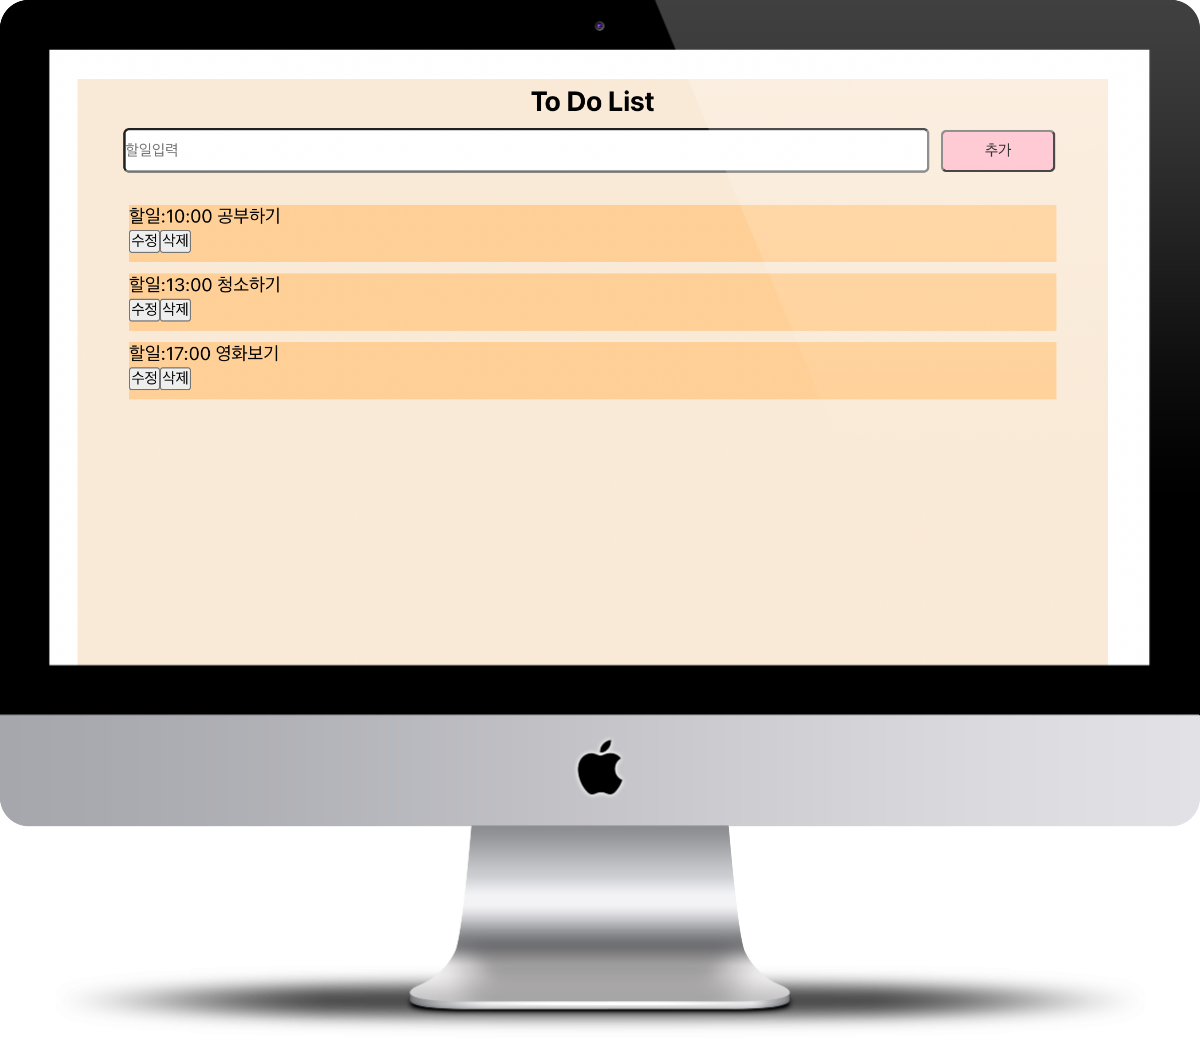 To Do List
할일입력
추가
할일:10:00 공부하기
수정 삭제
할일:13:00 청소하기
수정 삭제
할일:17:00 영화보기
수정 삭제